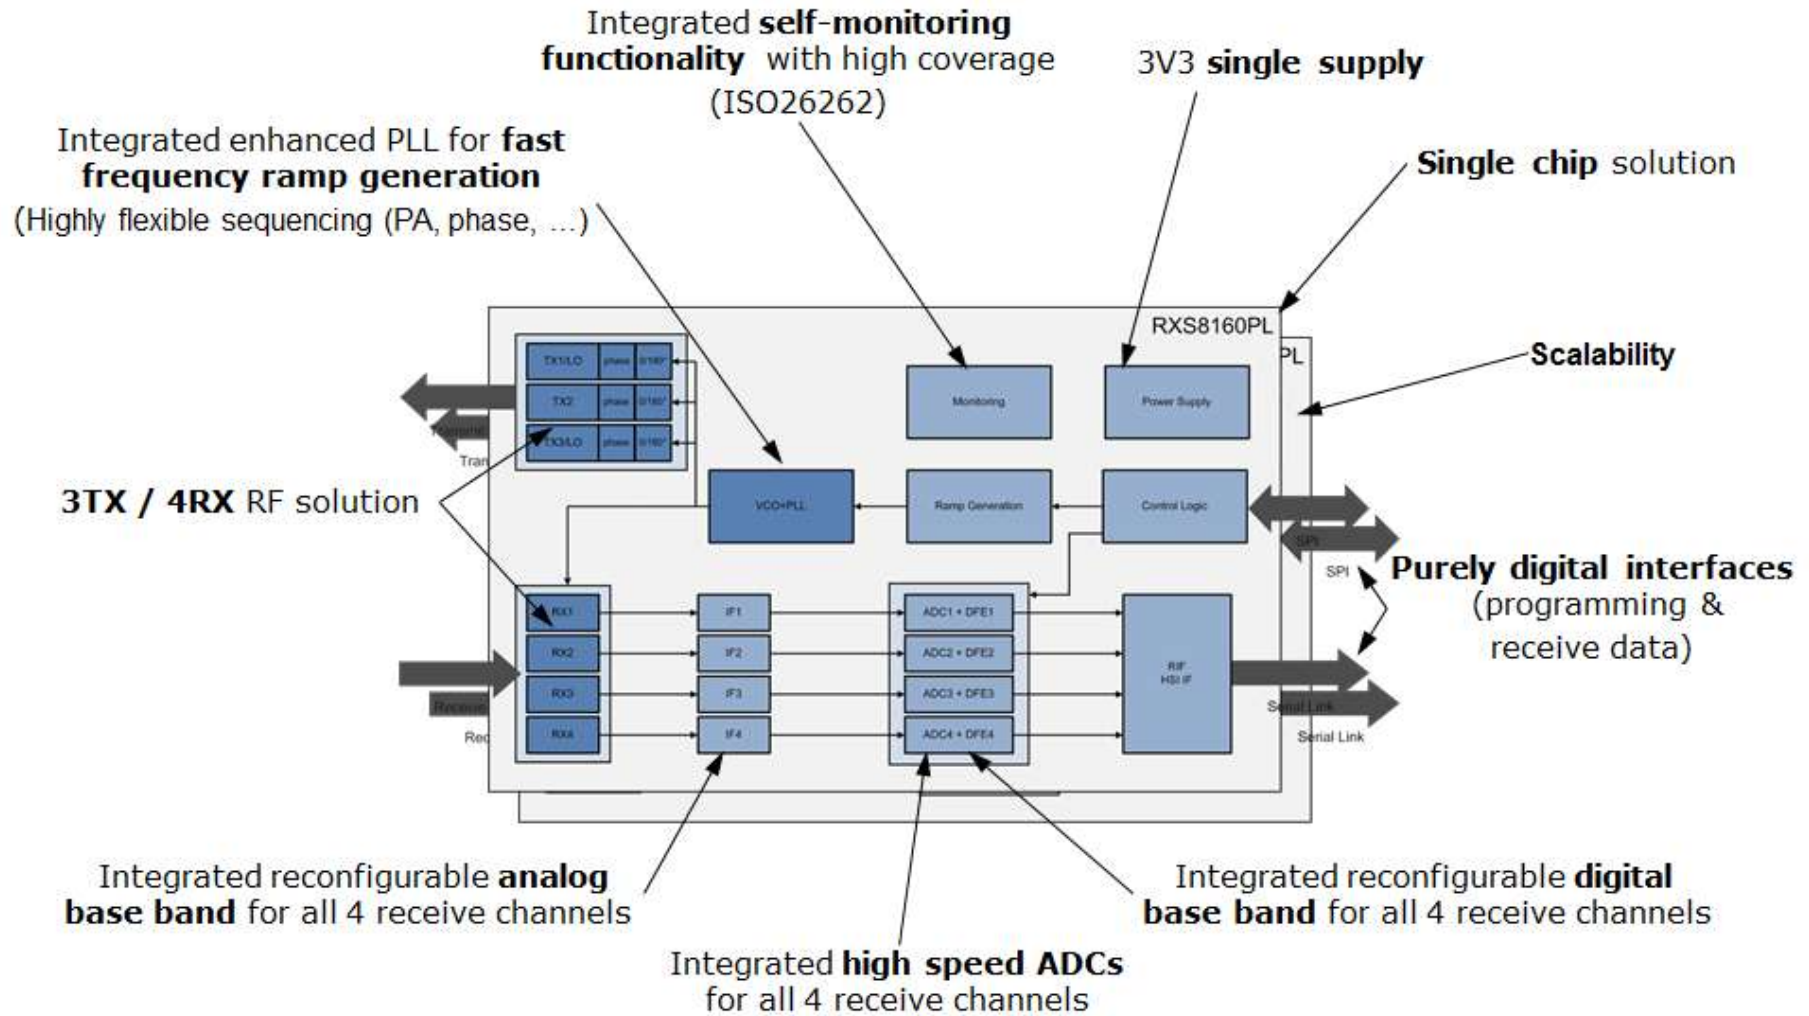 Integrated self-monitoring
functionality with high coverage
(ISO26262)
3V3 single supply
Integrated enhanced PLL for fast
frequency ramp generation
(Highly flexible sequencing (PA, phase, ...)
Single chip solution
RXS8160PL
PL
Scalability
TX1/LO phase 0/180°
TX2 phase 0/180°
TX3/LO phase 0/180°
Monitoring
Power Supply
Tran
3TX / 4RX RF solution
VCO+PLL
Ramp Generation
Control Logic
SPI
SPI
Purely digital interfaces
(programming &
receive data)
RX1 IF1 ADC1 + DFE1
RX2 IF2 ADC2 + DFE2
RX3 IF3 ADC3 + DFE3
RX4 IF4 ADC4 + DFE4
RIF
HSI IF
Receive
Rec
Serial Link
Serial Link
Integrated reconfigurable analog
base band for all 4 receive channels
Integrated high speed ADCs
for all 4 receive channels
Integrated reconfigurable digital
base band for all 4 receive channels